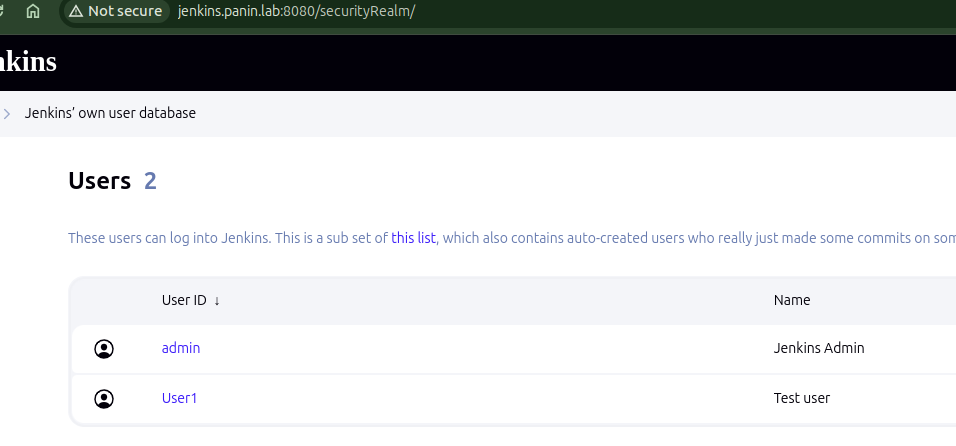 Not secure jenkins.panin.lab:8080/securityRealm/
nkins
Jenkins’ own user database
Users 2
These users can log into Jenkins. This is a sub set of this list, which also contains auto-created users who really just made some commits on som
User ID ↓ Name
admin Jenkins Admin
User1 Test user